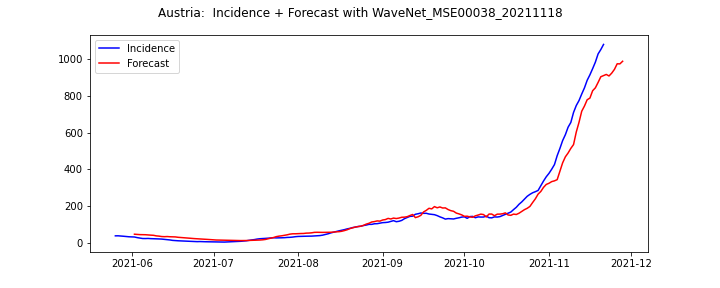 Austria:  Incidence + Forecast with WaveNet_MSE00038_20211118
Incidence
Forecast
1000
800
600
400
200
0
2021-06 2021-07 2021-08 2021-09 2021-10 2021-11 2021-12